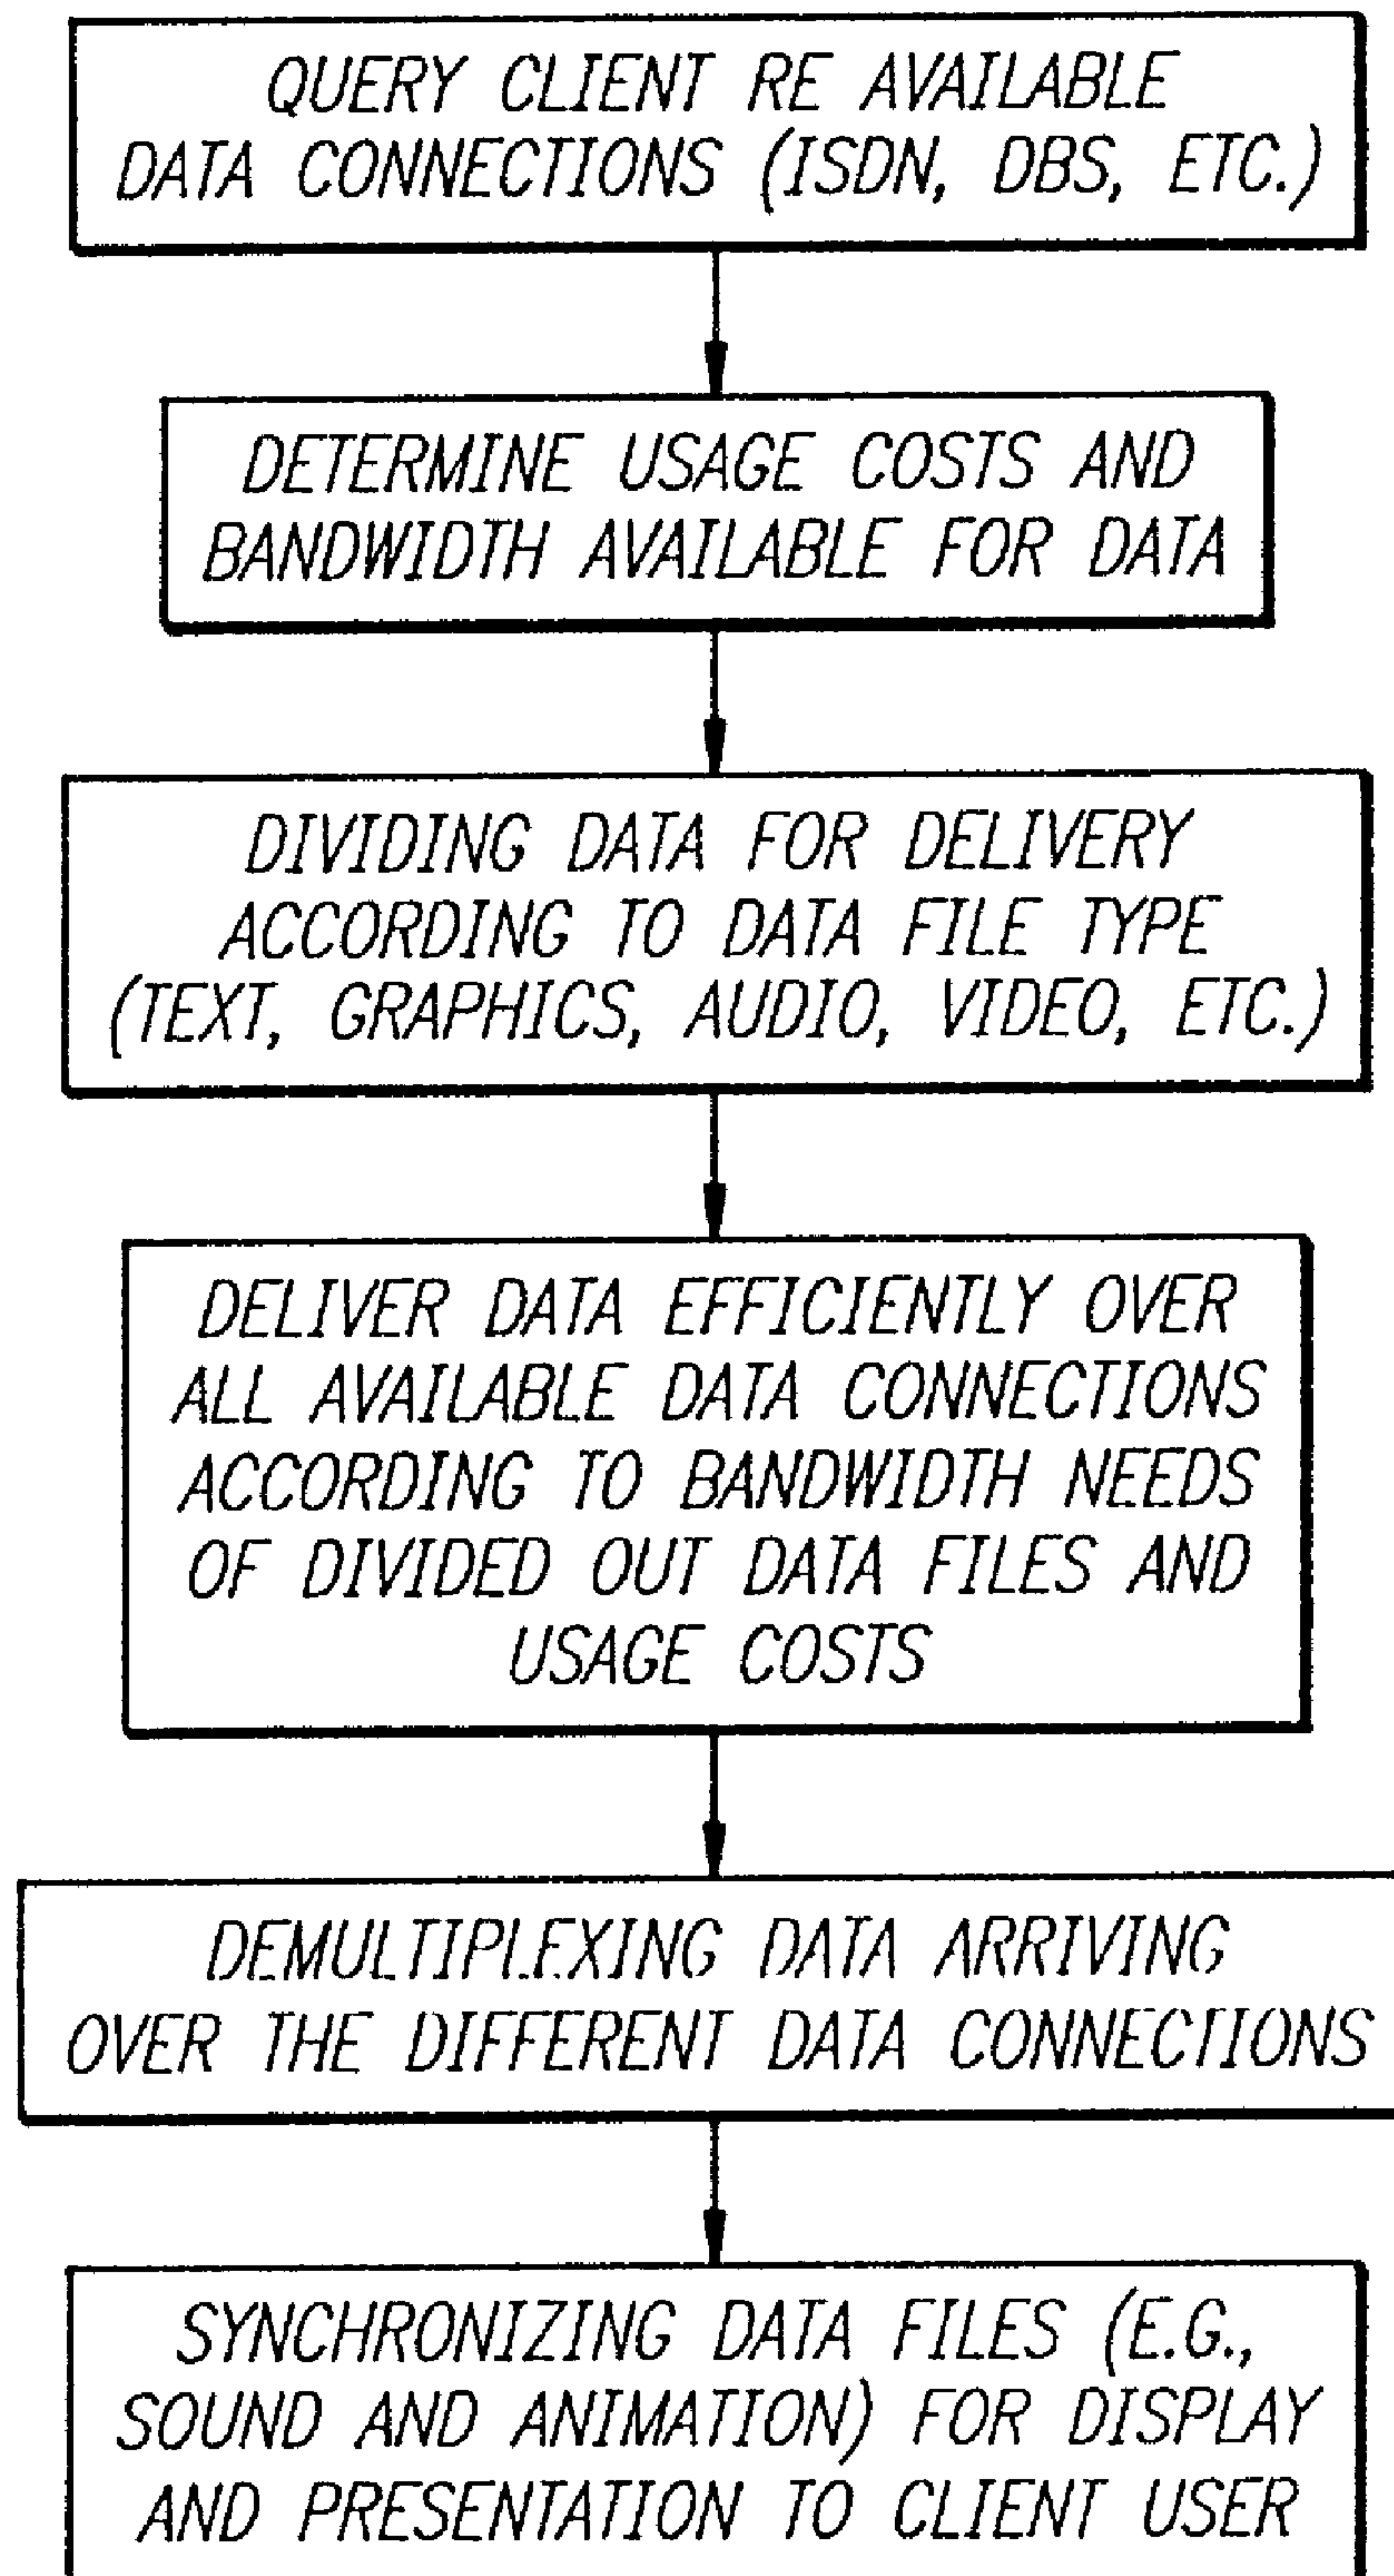 QUERY CLIENT RE AVAILABLE
DATA CONNECTIONS (ISDN, DBS, ETC.)
DETERMINE USAGE COSTS AND
BANDWIDTH AVAILABLE FOR DATA
DIVIDING DATA FOR DELIVERY
ACCORDING TO DATA FILE TYPE
(TEXT, GRAPHICS, AUDIO, VIDEO, ETC.)
DELIVER DATA EFFICIENTLY OVER
ALL AVAILABLE DATA CONNECTIONS
ACCORDING TO BANDWIDTH NEEDS
OF DIVIDED OUT DATA FILES AND
USAGE COSTS
DEMULTIPLEXING DATA ARRIVING
OVER THE DIFFERENT DATA CONNECTIONS
SYNCHRONIZING DATA FILES (E.G.,
SOUND AND ANIMATION) FOR DISPLAY
AND PRESENTATION TO CLIENT USER